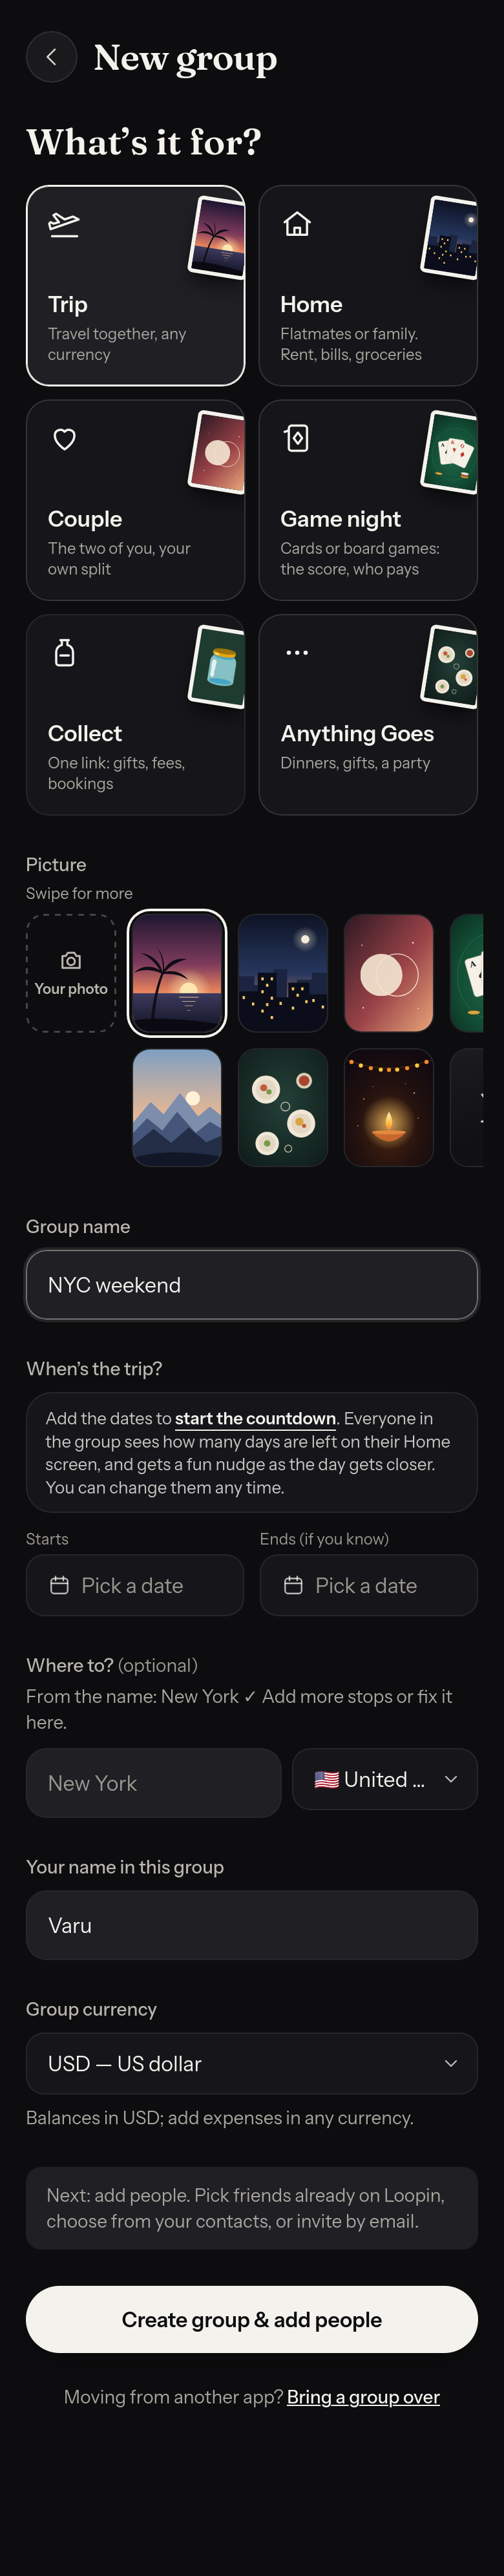 New group
What's it for?
Trip
Travel together, any
currency
Home
Flatmates or family.
Rent, bills, groceries
Couple
The two of you, your
own split
Game night
Cards or board games:
the score, who pays
Collect
One link: gifts, fees,
bookings
Anything Goes
Dinners, gifts, a party
Picture
Swipe for more
Your photo
Group name
NYC weekend
When's the trip?
Add the dates to start the countdown. Everyone in
the group sees how many days are left on their Home
screen, and gets a fun nudge as the day gets closer.
You can change them any time.
Starts
Ends (if you know)
Pick a date
Pick a date
Where to? (optional)
From the name: New York ✓ Add more stops or fix it
here.
New York
🇺🇸 United ...
Your name in this group
Varu
Group currency
USD — US dollar
Balances in USD; add expenses in any currency.
Next: add people. Pick friends already on Loopin,
choose from your contacts, or invite by email.
Create group & add people
Moving from another app? Bring a group over